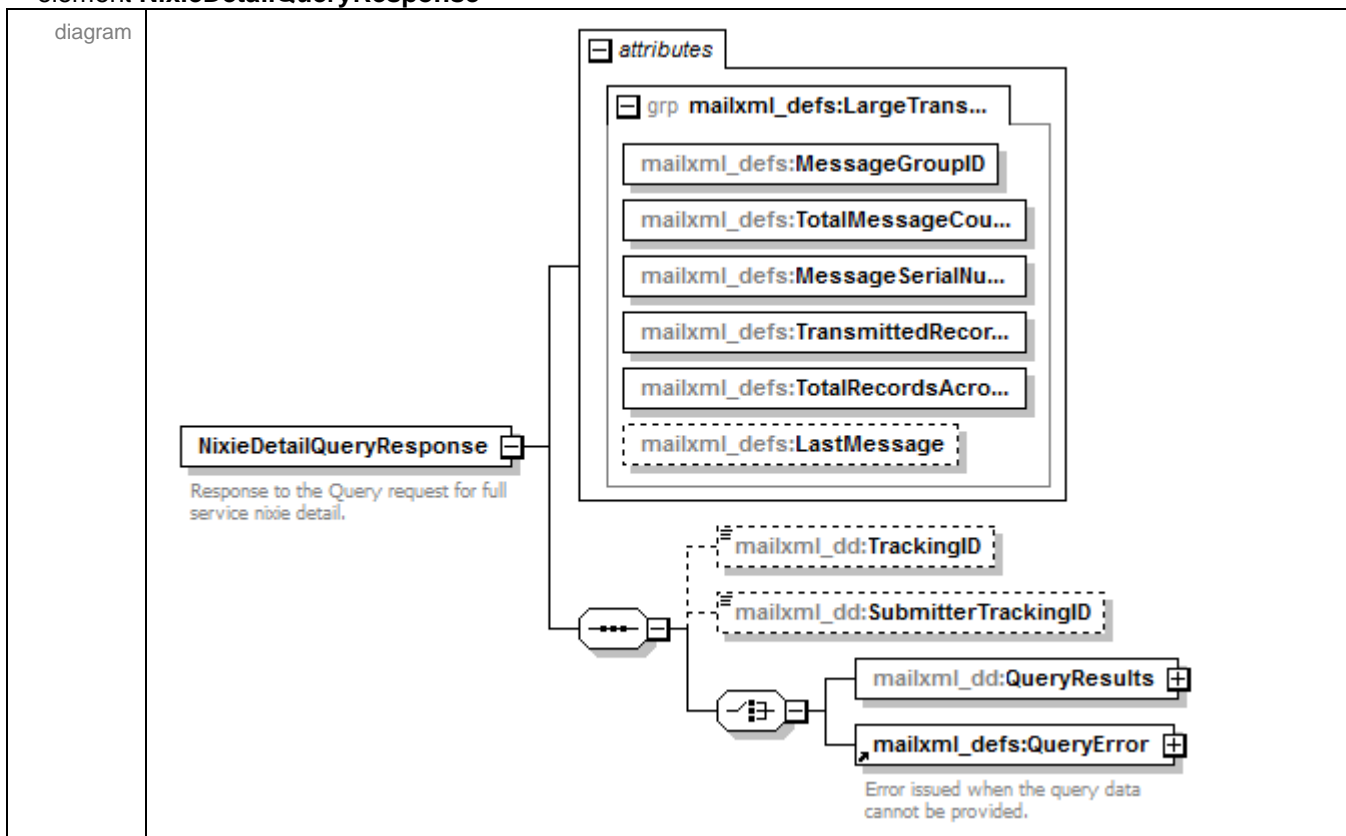 element NixieDetailQueryResponse
diagram
attributes
grp mailxml_defs:LargeTrans...
mailxml_defs:MessageGroupID
mailxml_defs:TotalMessageCou...
mailxml_defs:MessageSerialNu...
mailxml_defs:TransmittedRecor...
mailxml_defs:TotalRecordsAcro...
mailxml_defs:LastMessage
NixieDetailQueryResponse
Response to the Query request for full
service nixie detail.
mailxml_dd:TrackingID
mailxml_dd:SubmitterTrackingID
mailxml_dd:QueryResults
mailxml_defs:QueryError
Error issued when the query data
cannot be provided.